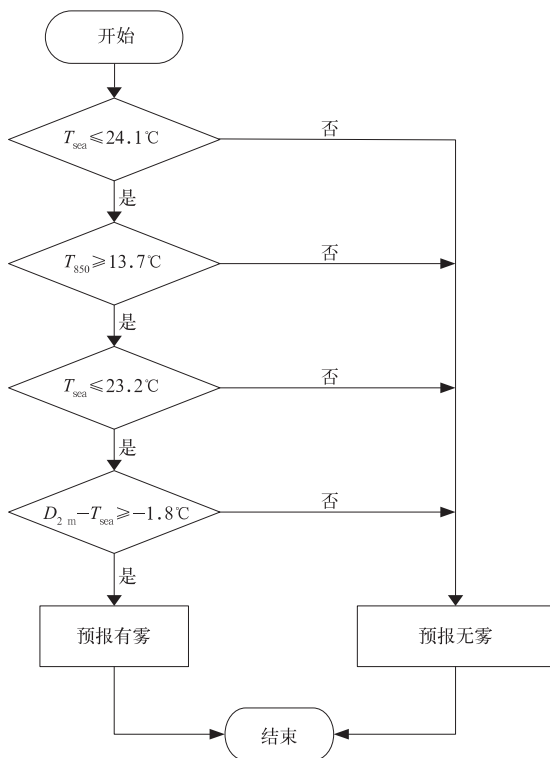 开始
T_sea≤24.1℃
否
是
T_850≥13.7℃
否
是
T_sea≤23.2℃
否
是
D_2 m−T_sea≥−1.8℃
否
是
预报有雾
预报无雾
结束